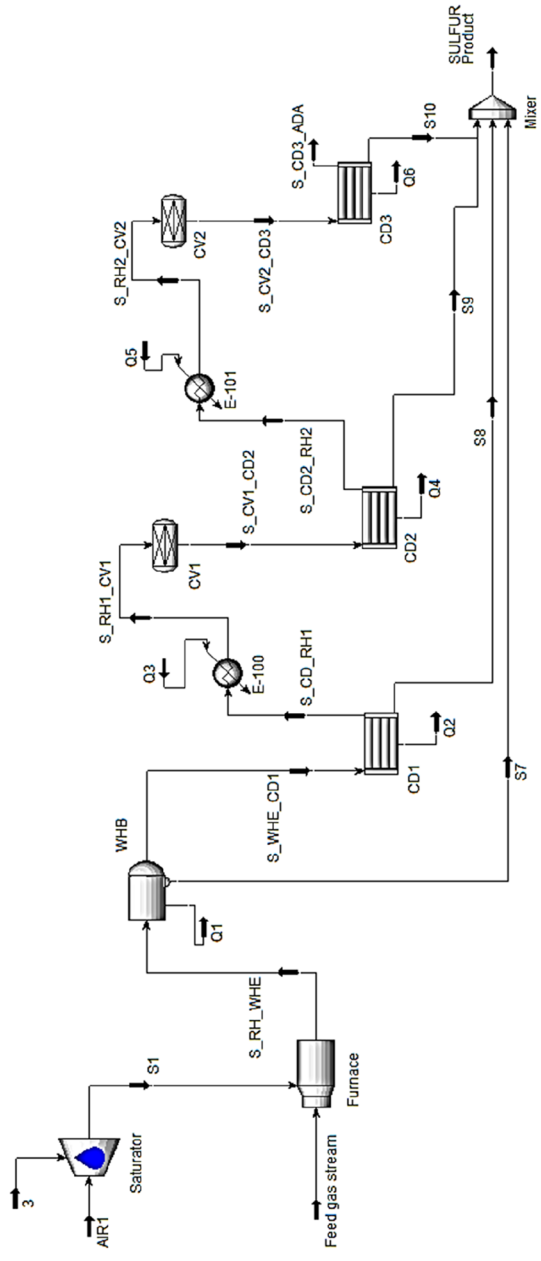 3
AIR1
Saturator
S1
Feed gas stream
Furnace
S_RH_WHE
WHB
Q1
S_WHE_CD1
CD1
Q2
S7
S_CD_RH1
Q3
E-100
S_RH1_CV1
CV1
S_CV1_CD2
CD2
Q4
S8
S_CD2_RH2
Q5
E-101
S_RH2_CV2
CV2
S_CV2_CD3
S9
CD3
Q6
S_CD3_ADA
S10
Mixer
SULFUR
Product